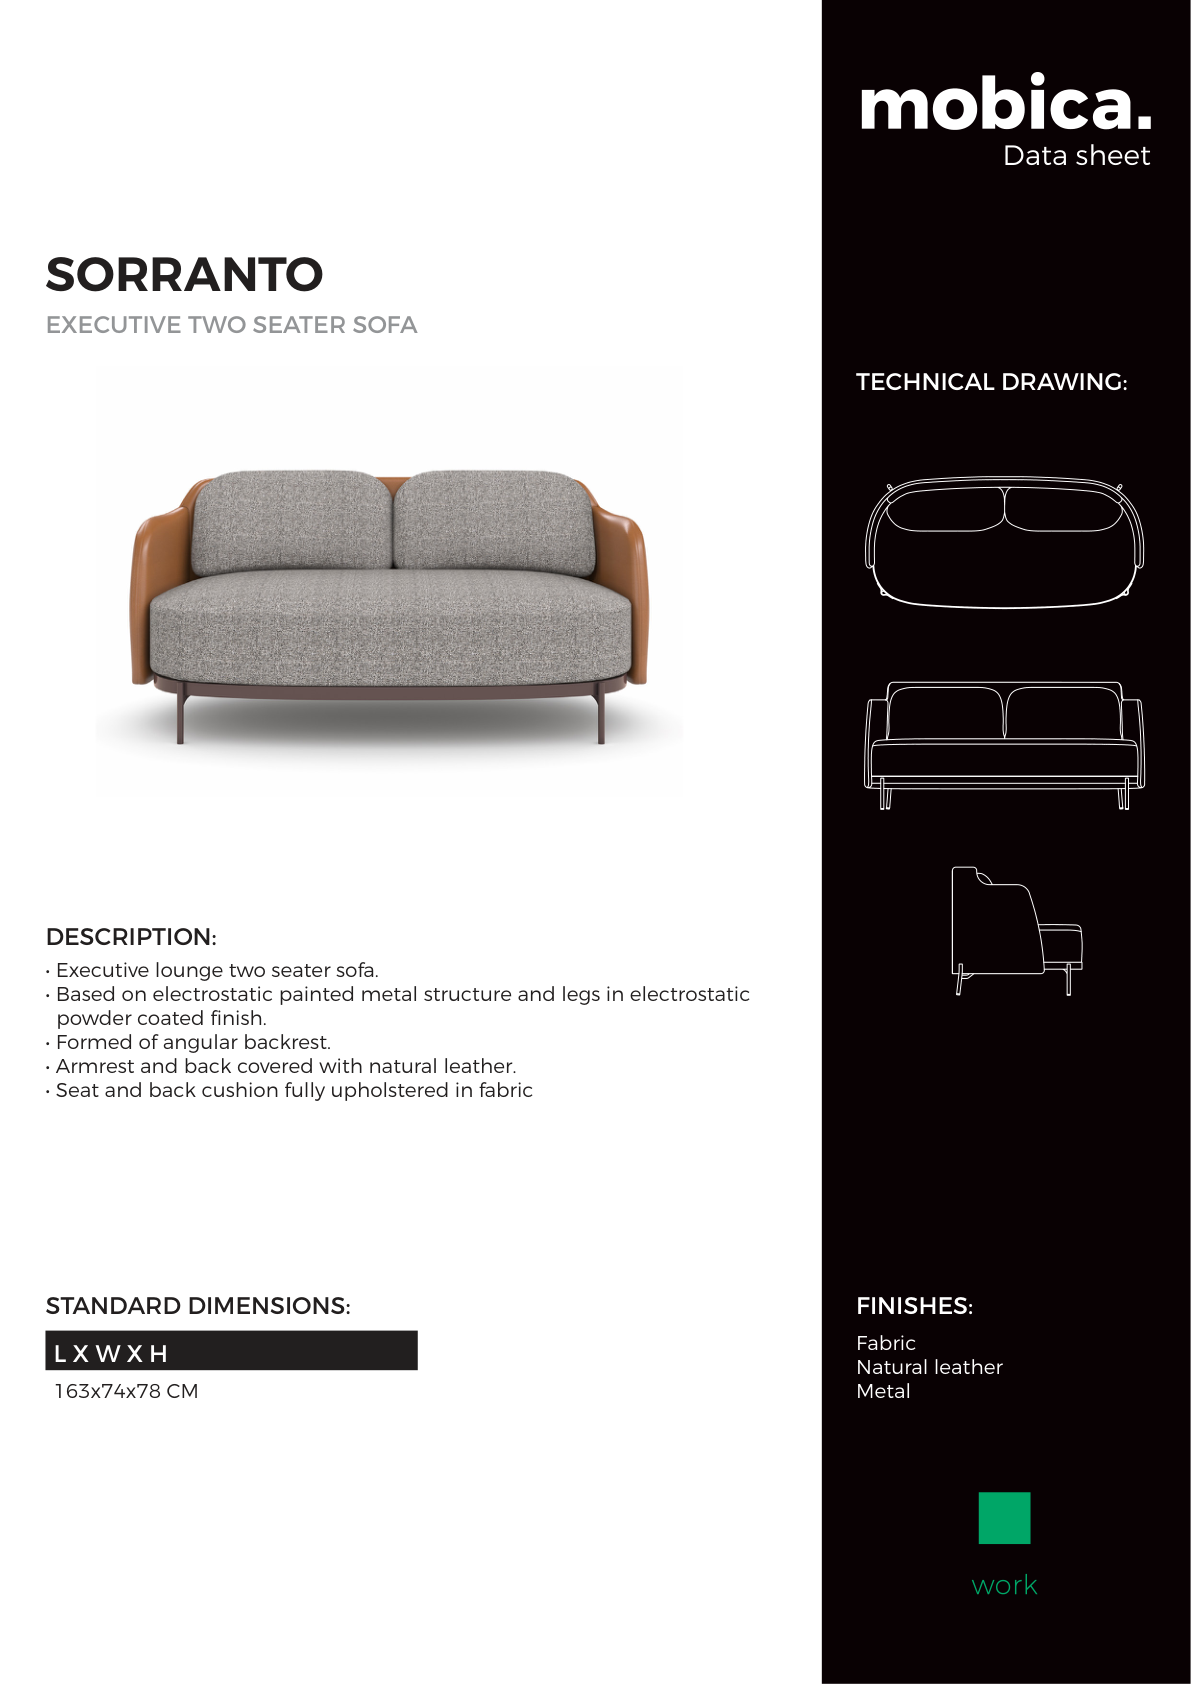 mobica.
Data sheet
SORRANTO
EXECUTIVE TWO SEATER SOFA
TECHNICAL DRAWING:
DESCRIPTION:
• Executive lounge two seater sofa.
• Based on electrostatic painted metal structure and legs in electrostatic
powder coated finish.
• Formed of angular backrest.
• Armrest and back covered with natural leather.
• Seat and back cushion fully upholstered in fabric
STANDARD DIMENSIONS:
L X W X H
163x74x78 CM
FINISHES:
Fabric
Natural leather
Metal
work